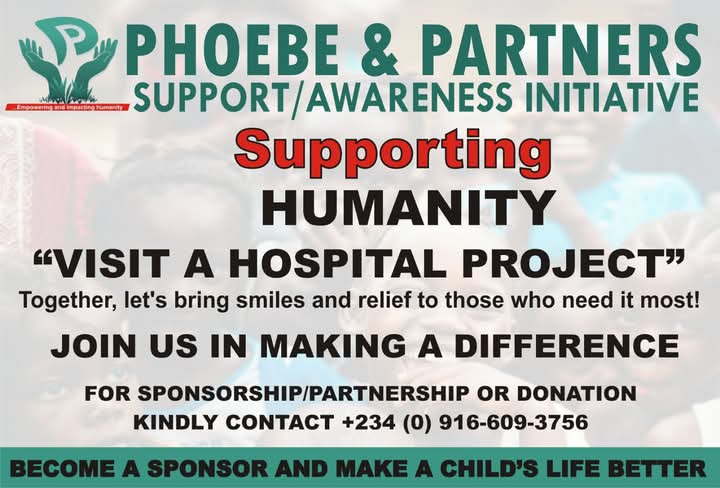 P
...Empowering and Impacting Humanity
PHOEBE & PARTNERS
SUPPORT/AWARENESS INITIATIVE
Supporting
HUMANITY
“VISIT A HOSPITAL PROJECT”
Together, let's bring smiles and relief to those who need it most!
JOIN US IN MAKING A DIFFERENCE
FOR SPONSORSHIP/PARTNERSHIP OR DONATION
KINDLY CONTACT +234 (0) 916-609-3756
BECOME A SPONSOR AND MAKE A CHILD’S LIFE BETTER